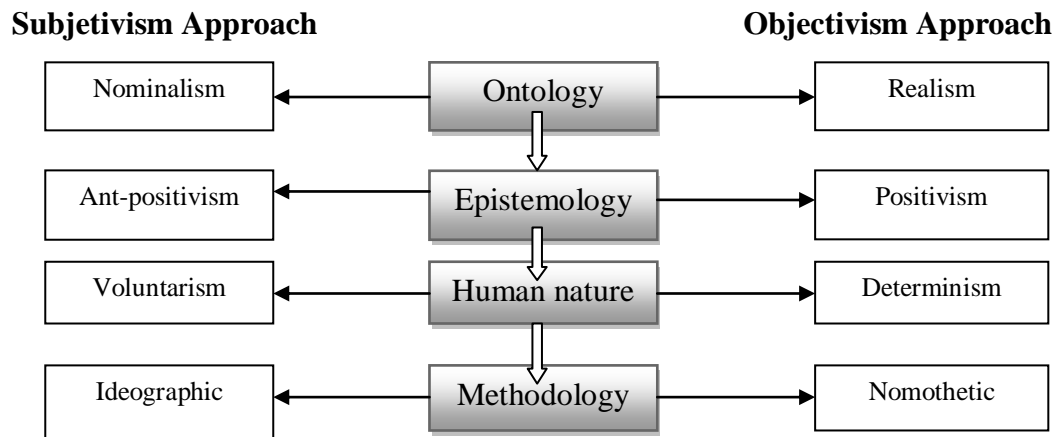 Subjetivism Approach
Objectivism Approach
Nominalism
Ontology
Realism
Ant-positivism
Epistemology
Positivism
Voluntarism
Human nature
Determinism
Ideographic
Methodology
Nomothetic